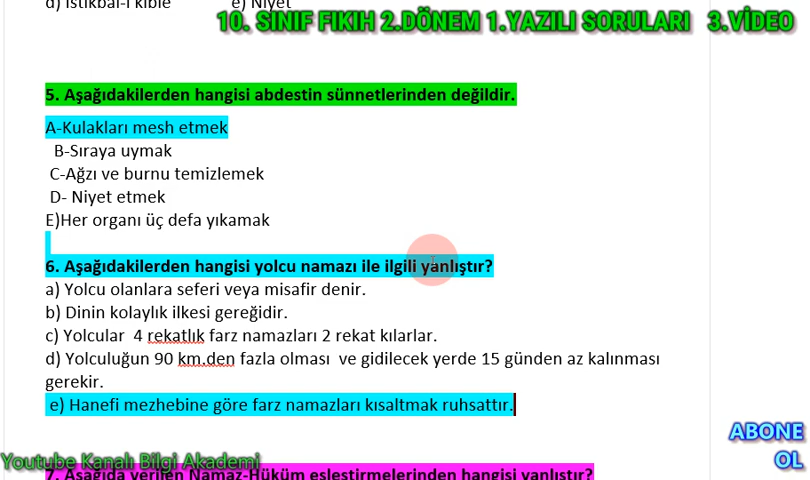 d) İstikbal-i kıble e) Niyet
10. SINIF FIKIH 2.DÖNEM 1.YAZILI SORULARI 3.VİDEO
5. Aşağıdakilerden hangisi abdestin sünnetlerinden değildir.
A-Kulakları mesh etmek
B-Sıraya uymak
C-Ağzı ve burnu temizlemek
D- Niyet etmek
E)Her organı üç defa yıkamak
6. Aşağıdakilerden hangisi yolcu namazı ile ilgili yanlıştır?
a) Yolcu olanlara seferi veya misafir denir.
b) Dinin kolaylık ilkesi gereğidir.
c) Yolcular 4 rekatlık farz namazları 2 rekat kılarlar.
d) Yolculuğun 90 km.den fazla olması ve gidilecek yerde 15 günden az kalınması
gerekir.
e) Hanefi mezhebine göre farz namazları kısaltmak ruhsattır.
ABONE
OL
Youtube Kanalı Bilgi Akademi
7. Aşağıda verilen Namaz-Hüküm eşleştirmelerinden hangisi yanlıştır?